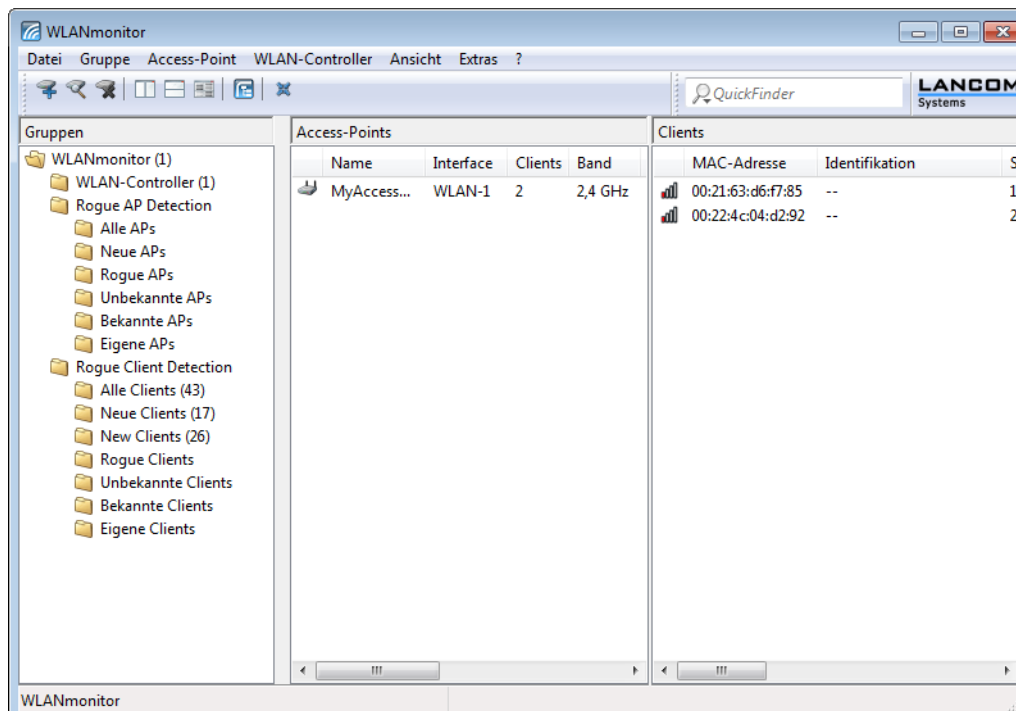 WLANmonitor
Datei Gruppe Access-Point WLAN-Controller Ansicht Extras ?
QuickFinder
LANCOM
Systems
Gruppen
WLANmonitor (1)
WLAN-Controller (1)
Rogue AP Detection
Alle APs
Neue APs
Rogue APs
Unbekannte APs
Bekannte APs
Eigene APs
Rogue Client Detection
Alle Clients (43)
Neue Clients (17)
New Clients (26)
Rogue Clients
Unbekannte Clients
Bekannte Clients
Eigene Clients
Access-Points
Name Interface Clients Band
MyAccess... WLAN-1 2 2,4 GHz
Clients
MAC-Adresse Identifikation S
00:21:63:d6:f7:85 -- 1
00:22:4c:04:d2:92 -- 2
WLANmonitor